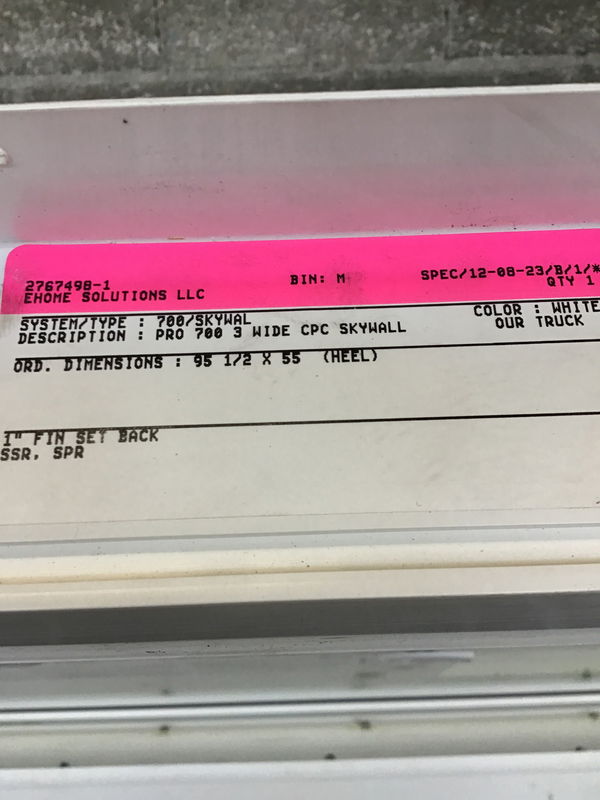 2767498-1 BIN: M SPEC/12-08-23/B/1/*
EHOME SOLUTIONS LLC QTY 1
SYSTEM/TYPE : 700/SKYWAL COLOR : WHITE
DESCRIPTION : PRO 700 3 WIDE CPC SKYWALL OUR TRUCK
ORD. DIMENSIONS : 95 1/2 X 55 (HEEL)
1" FIN SET BACK
SSR, SPR